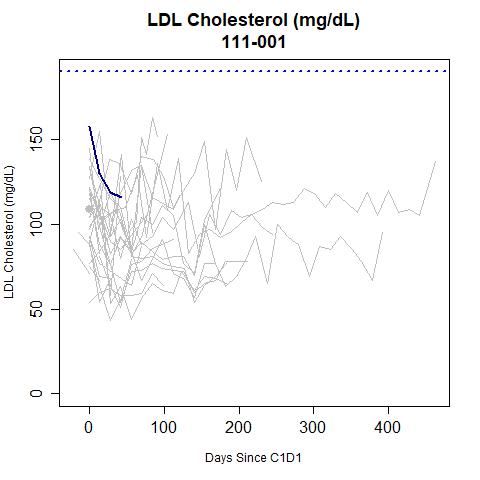 LDL Cholesterol (mg/dL)
111-001
LDL Cholesterol (mg/dL)
150
100
50
0
0 100 200 300 400
Days Since C1D1